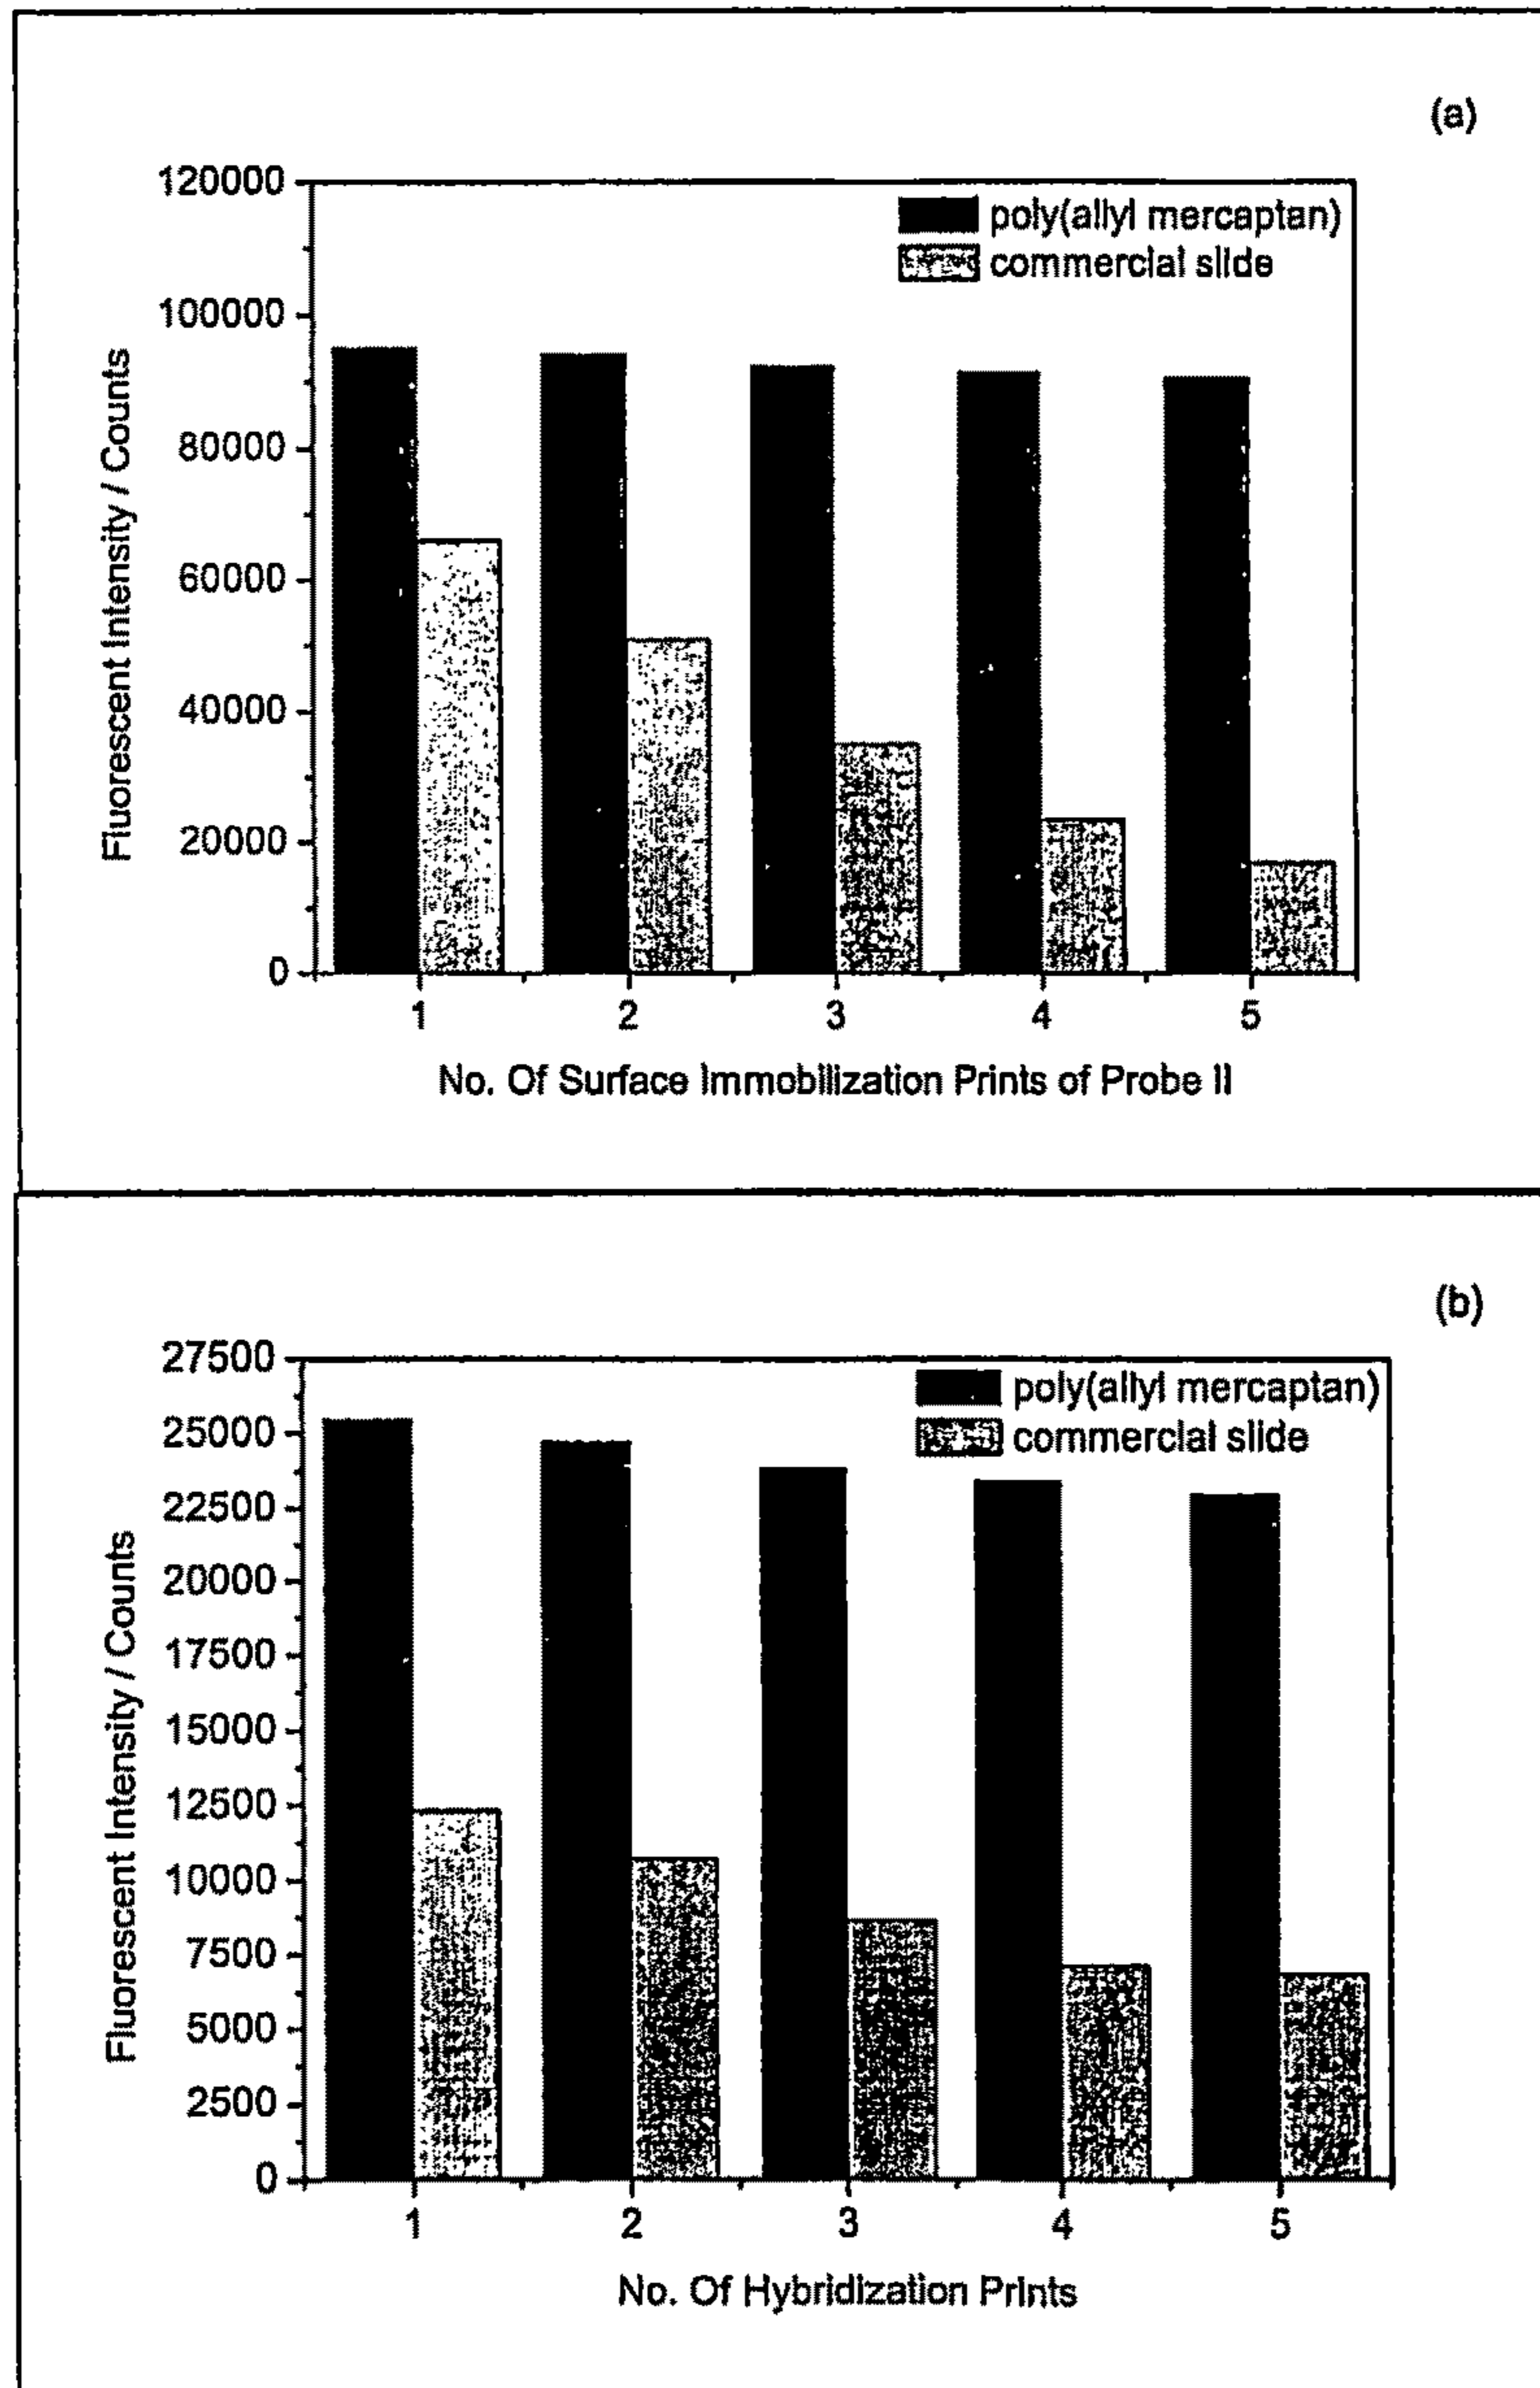 (a)
120000
poly(allyl mercaptan)
commercial slide
100000
80000
60000
40000
20000
0
Fluorescent Intensity / Counts
1 2 3 4 5
No. Of Surface Immobilization Prints of Probe II
(b)
27500
poly(allyl mercaptan)
commercial slide
25000
22500
20000
17500
15000
12500
10000
7500
5000
2500
0
Fluorescent Intensity / Counts
1 2 3 4 5
No. Of Hybridization Prints